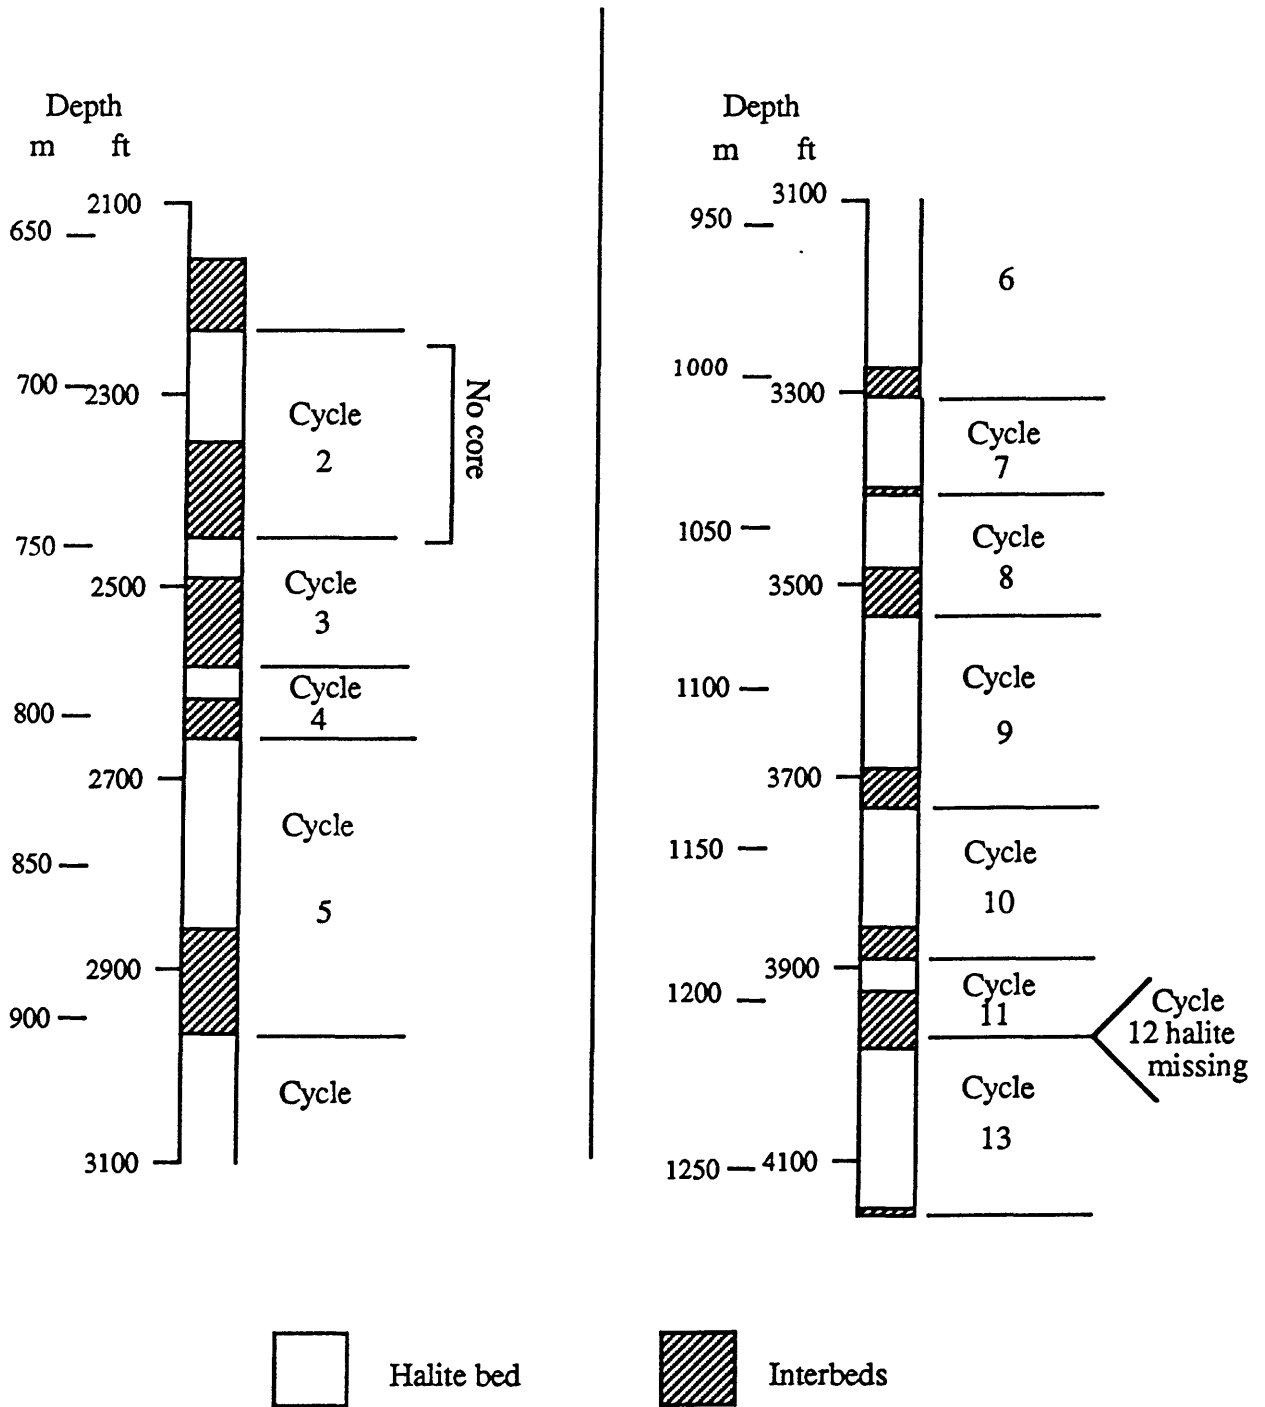 Depth
m ft
2100
650
700
2300
Cycle
2
No core
750
2500
Cycle
3
Cycle
4
800
2700
Cycle
850
5
2900
900
Cycle
3100
Depth
m ft
3100
950
6
1000
3300
Cycle
7
1050
Cycle
8
3500
Cycle
1100
9
3700
1150
Cycle
10
3900
Cycle
11
1200
Cycle
12 halite
missing
Cycle
13
1250
4100
Halite bed
Interbeds